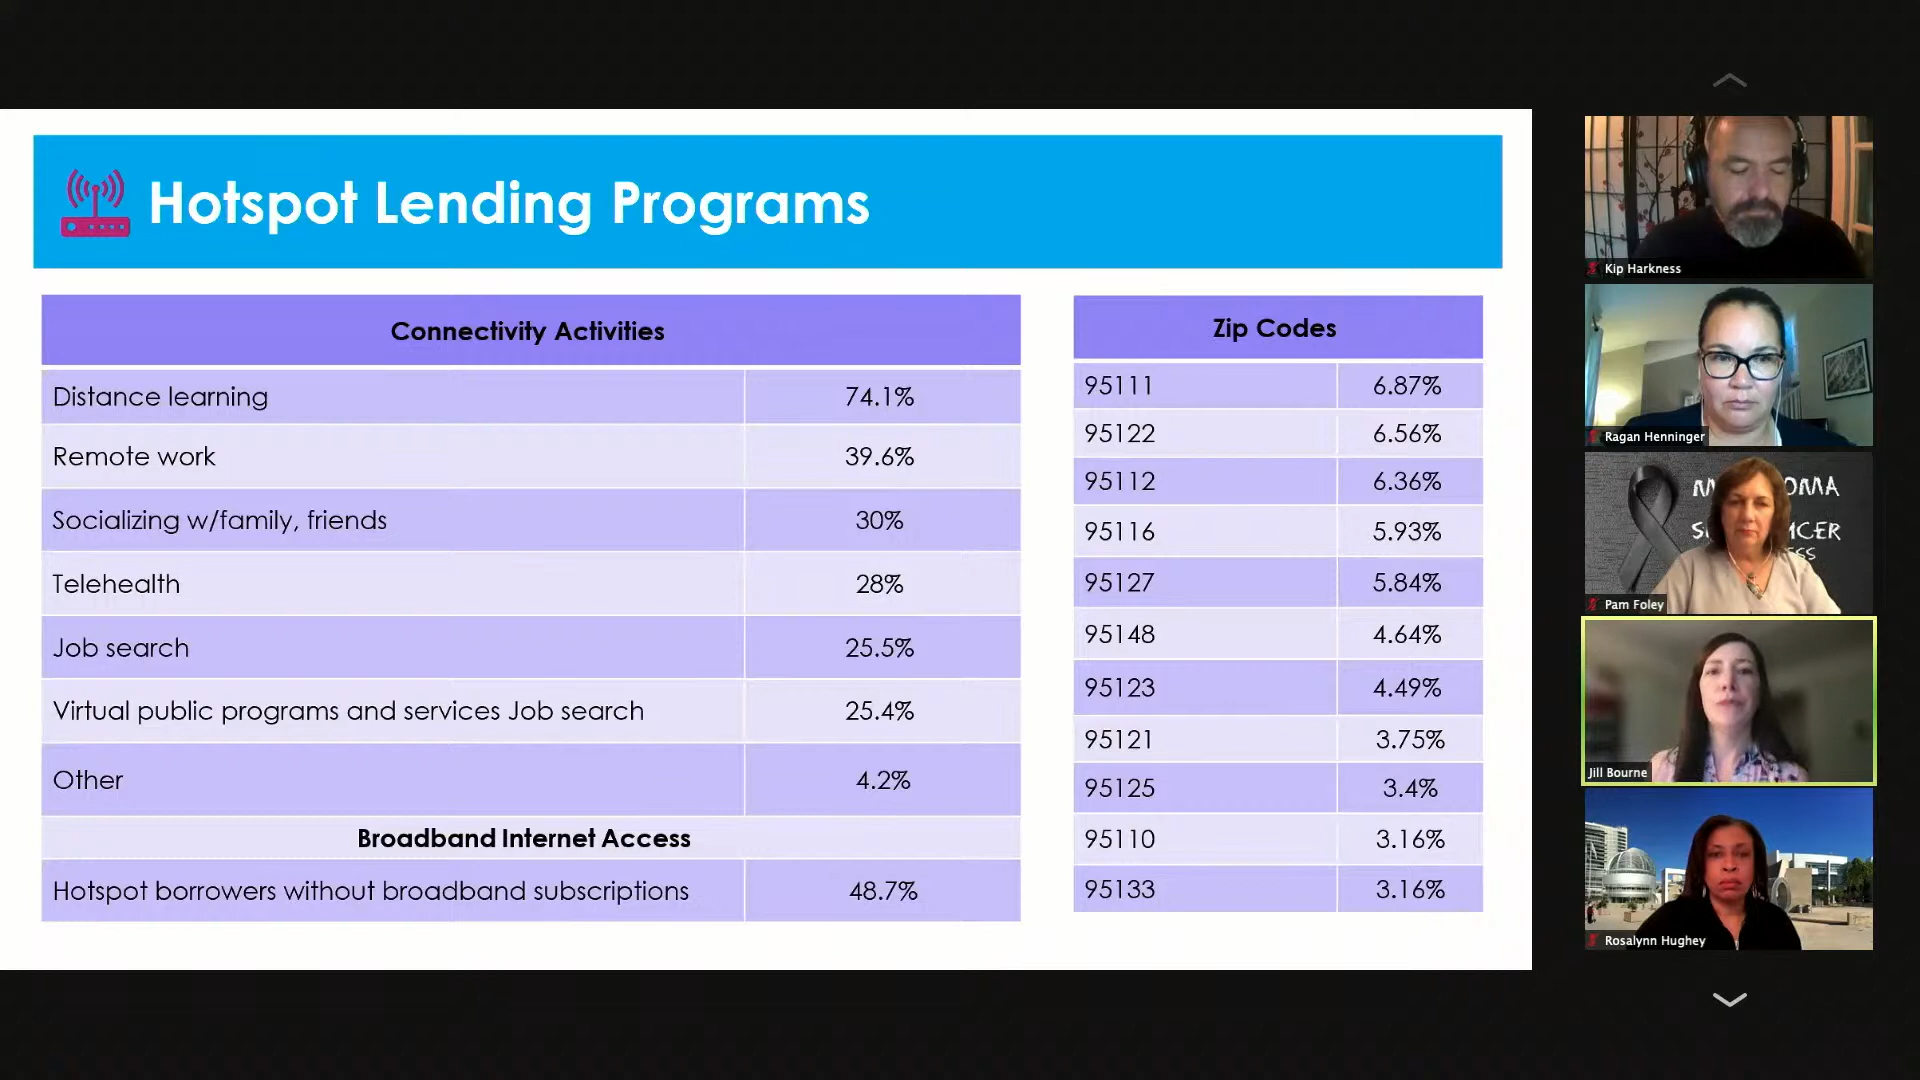 Hotspot Lending Programs
Connectivity Activities
Distance learning 74.1%
Remote work 39.6%
Socializing w/family, friends 30%
Telehealth 28%
Job search 25.5%
Virtual public programs and services Job search 25.4%
Other 4.2%
Broadband Internet Access
Hotspot borrowers without broadband subscriptions 48.7%
Zip Codes
95111 6.87%
95122 6.56%
95112 6.36%
95116 5.93%
95127 5.84%
95148 4.64%
95123 4.49%
95121 3.75%
95125 3.4%
95110 3.16%
95133 3.16%
Kip Harkness
Ragan Henninger
Pam Foley
Jill Bourne
Rosalynn Hughey